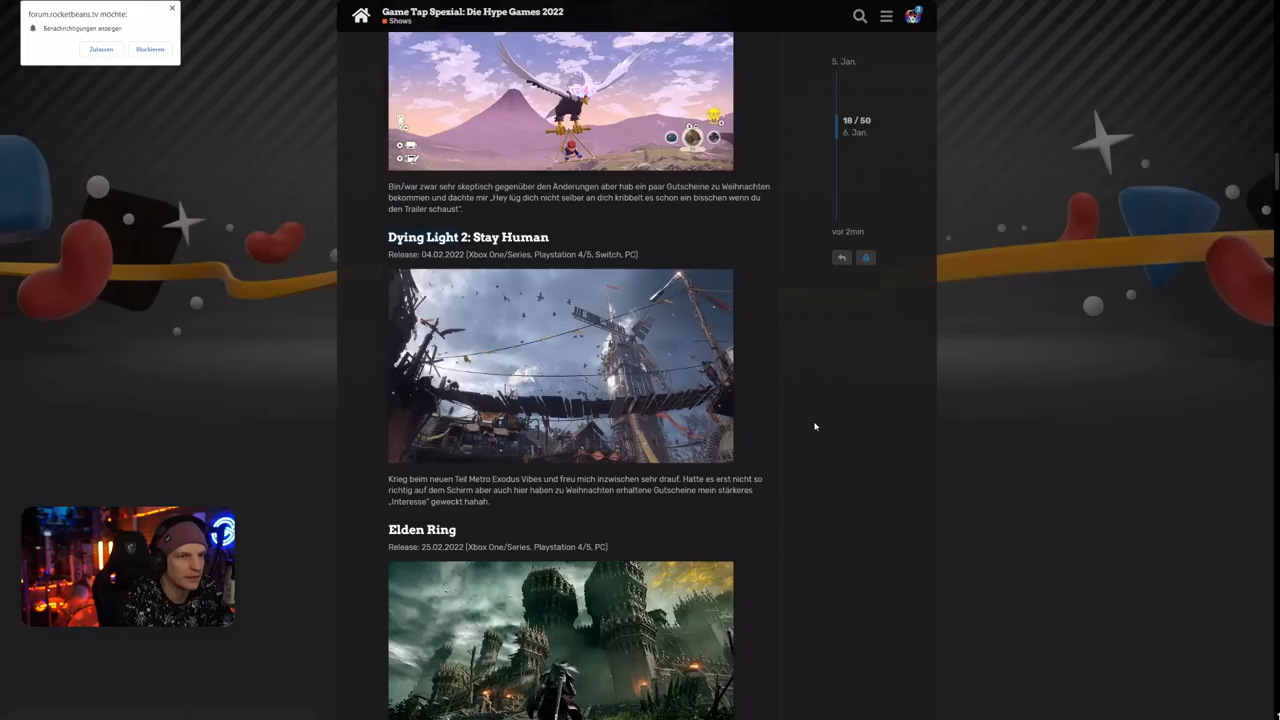 forum.rocketbeans.tv möchte:
Benachrichtigungen anzeigen
Zulassen
Blockieren
Game Tap Spezial: Die Hype Games 2022
Shows
2
5. Jan.
18 / 50
6. Jan.
vor 2min
Bin/war zwar sehr skeptisch gegenüber den Änderungen aber hab ein paar Gutscheine zu Weihnachten
bekommen und dachte mir „Hey lüg dich nicht selber an dich kribbelt es schon ein bisschen wenn du
den Trailer schaust“.
Dying Light 2: Stay Human
Release: 04.02.2022 (Xbox One/Series, Playstation 4/5, Switch, PC)
Krieg beim neuen Teil Metro Exodus Vibes und freu mich inzwischen sehr drauf. Hatte es erst nicht so
richtig auf dem Schirm aber auch hier haben zu Weihnachten erhaltene Gutscheine mein stärkeres
„Interesse“ geweckt hahah.
Elden Ring
Release: 25.02.2022 (Xbox One/Series, Playstation 4/5, PC)